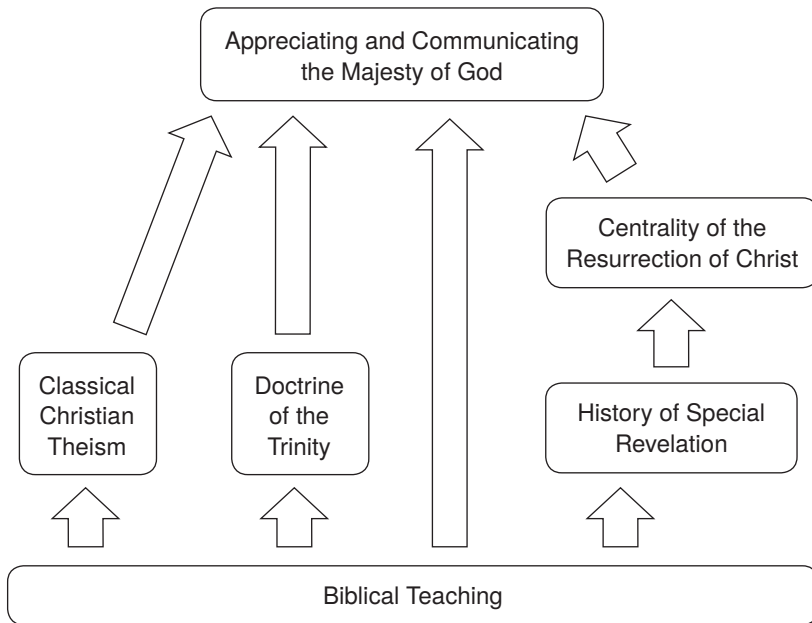 Appreciating and Communicating
the Majesty of God
Centrality of the
Resurrection of Christ
Classical
Christian
Theism
Doctrine
of the
Trinity
History of Special
Revelation
Biblical Teaching